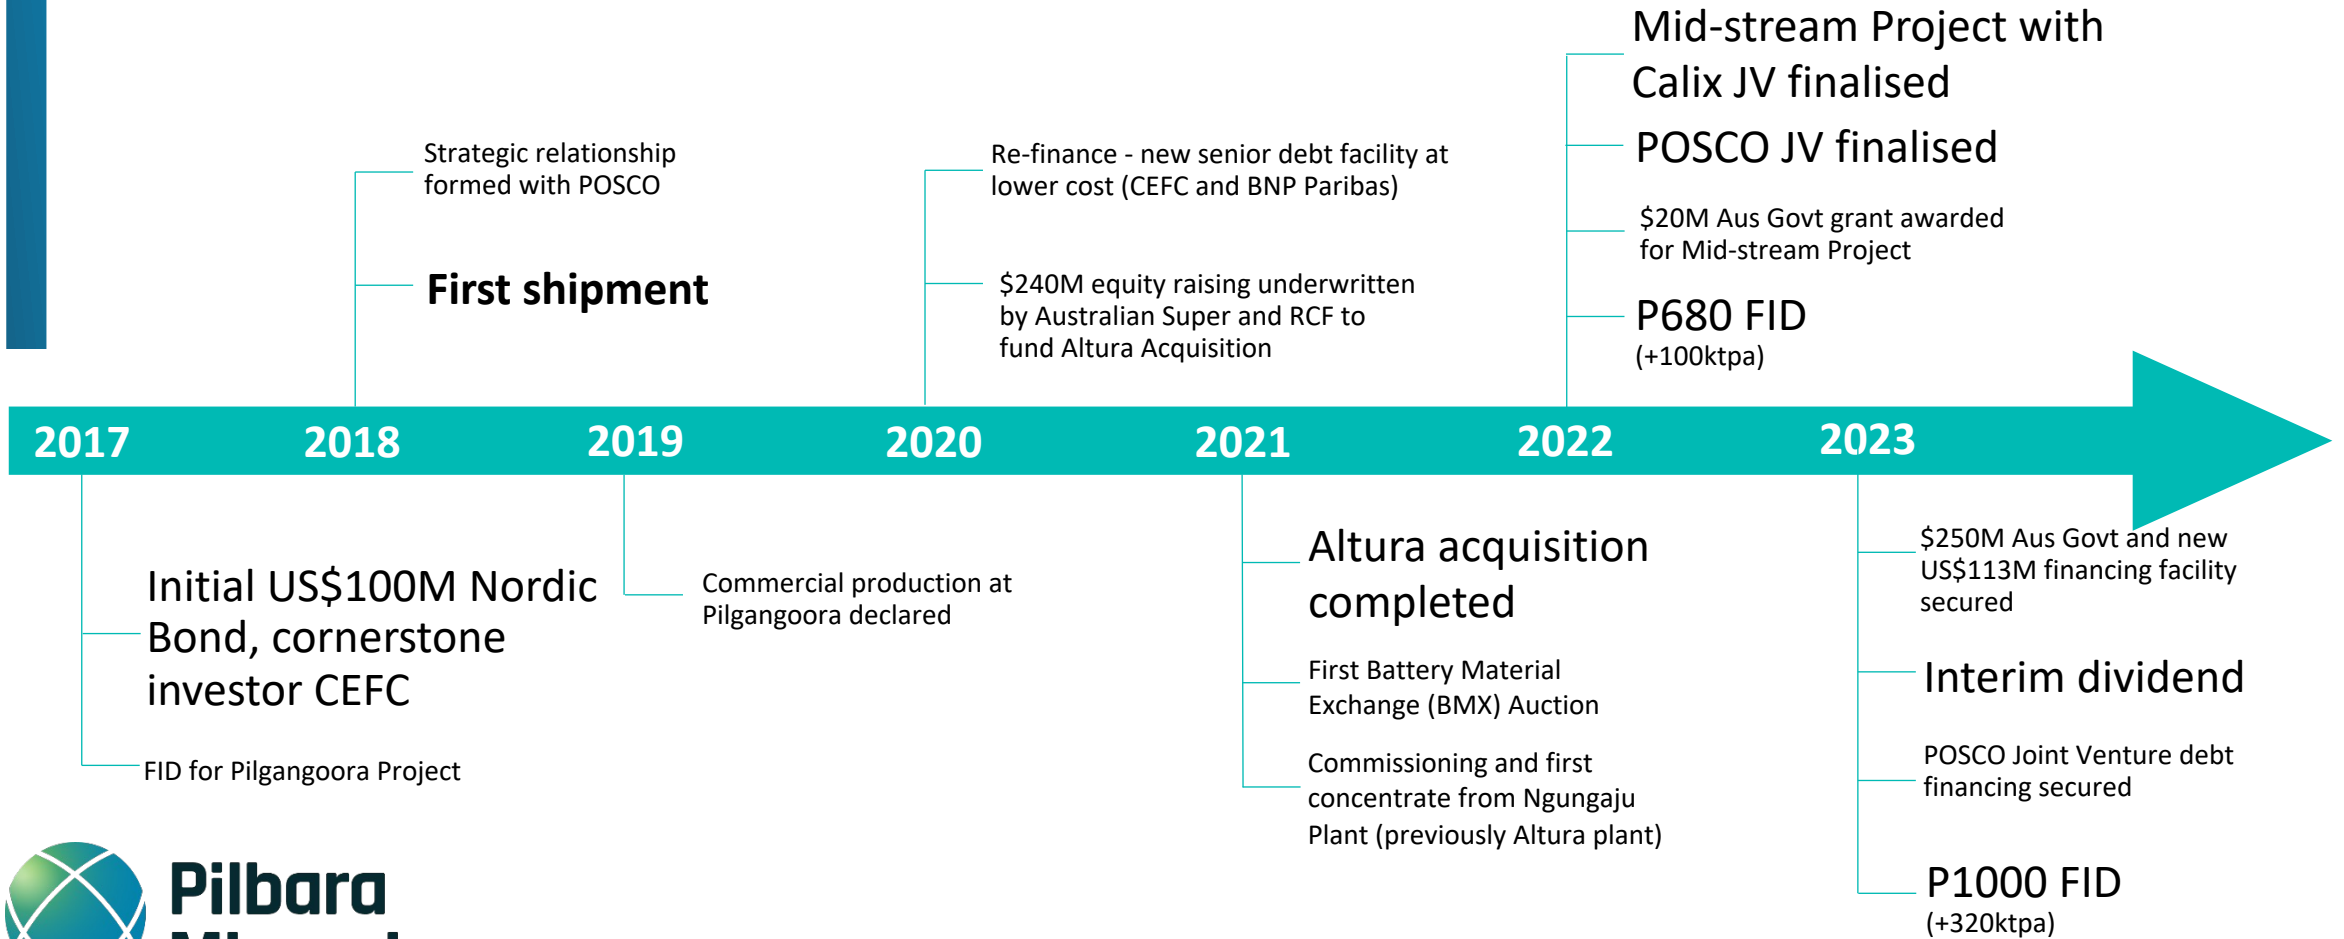 Mid-stream Project with
Calix JV finalised
POSCO JV finalised
$20M Aus Govt grant awarded
for Mid-stream Project
P680 FID
(+100ktpa)
Strategic relationship
formed with POSCO
First shipment
Re-finance - new senior debt facility at
lower cost (CEFC and BNP Paribas)
$240M equity raising underwritten
by Australian Super and RCF to
fund Altura Acquisition
2017 2018 2019 2020 2021 2022 2023
Initial US$100M Nordic
Bond, cornerstone
investor CEFC
FID for Pilgangoora Project
Commercial production at
Pilgangoora declared
Altura acquisition
completed
First Battery Material
Exchange (BMX) Auction
Commissioning and first
concentrate from Ngungaju
Plant (previously Altura plant)
$250M Aus Govt and new
US$113M financing facility
secured
Interim dividend
POSCO Joint Venture debt
financing secured
P1000 FID
(+320ktpa)
Pilbara